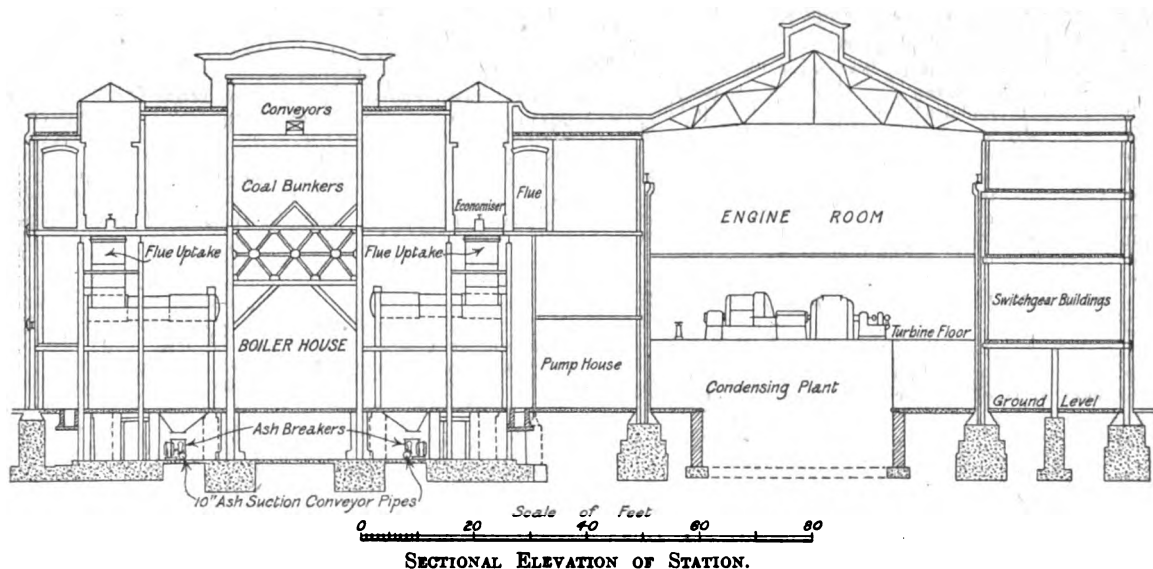 Conveyors
Coal Bunkers
Economiser
Flue
ENGINE ROOM
Flue Uptake
Flue Uptake
Switchgear Buildings
BOILER HOUSE
Turbine Floor
Pump House
Condensing Plant
Ground Level
Ash Breakers
10" Ash Suction Conveyor Pipes
Scale of Feet
0 20 40 60 80
SECTIONAL ELEVATION OF STATION.